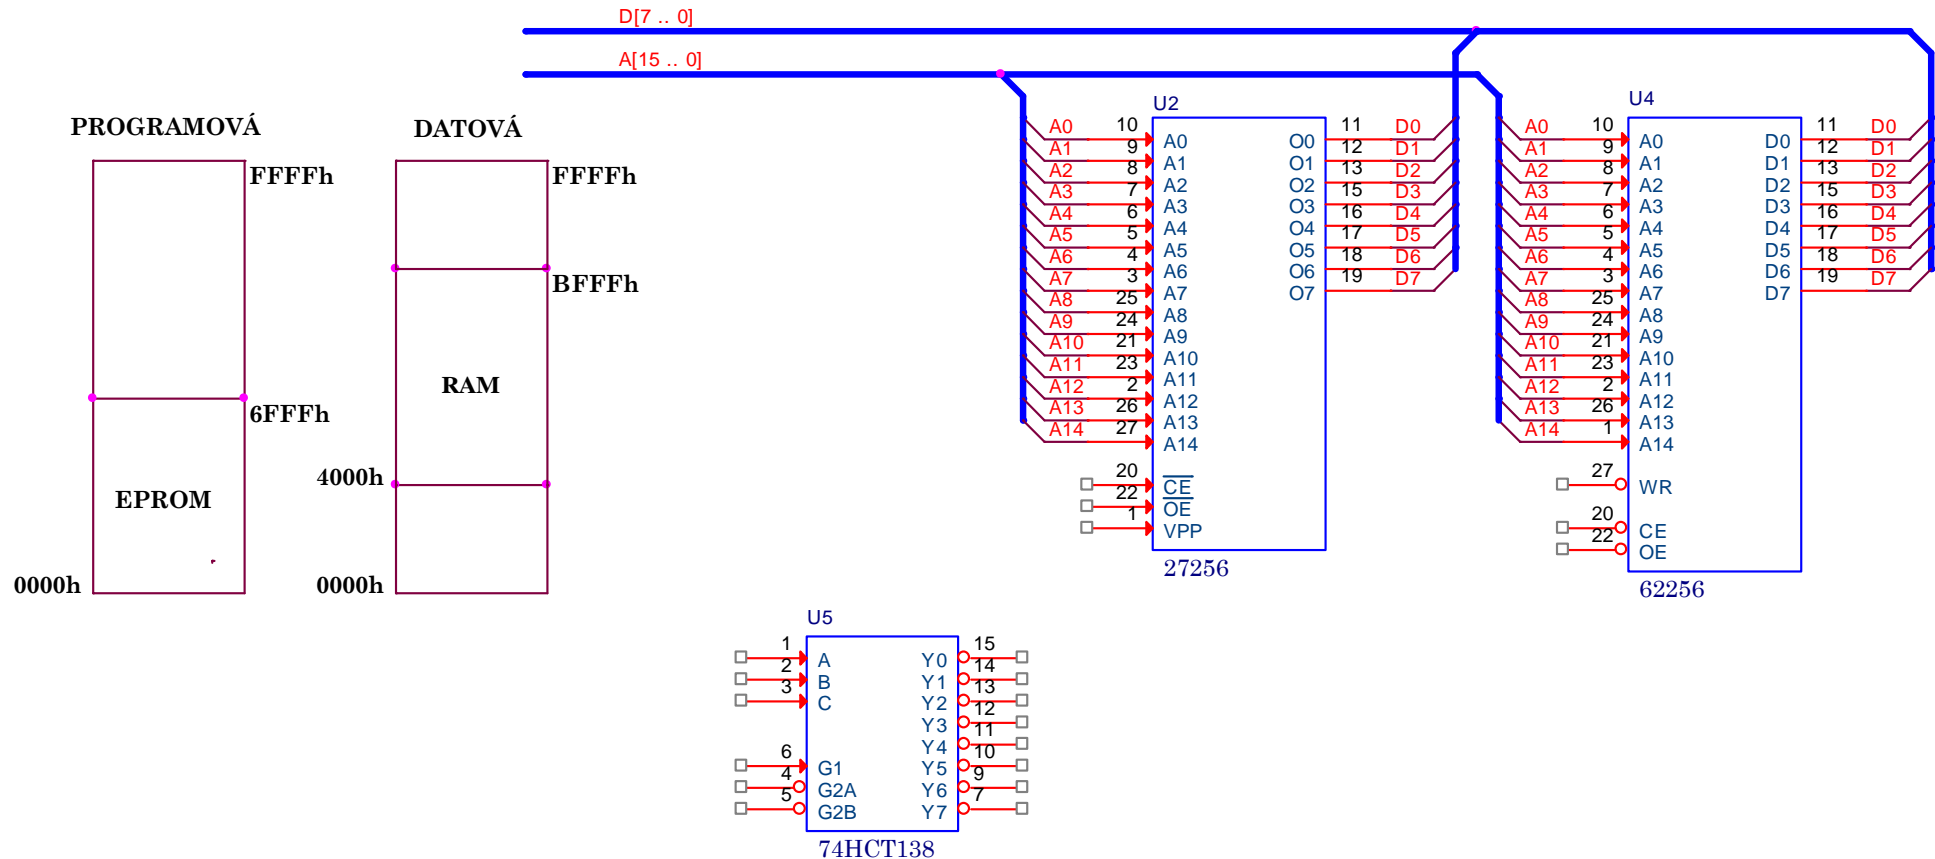 D[7 .. 0]
A[15 .. 0]
PROGRAMOVÁ
FFFFh
6FFFh
EPROM
0000h
DATOVÁ
FFFFh
BFFFh
RAM
4000h
0000h
U2
A0 10 A0 O0 11 D0
A1 9 A1 O1 12 D1
A2 8 A2 O2 13 D2
A3 7 A3 O3 15 D3
A4 6 A4 O4 16 D4
A5 5 A5 O5 17 D5
A6 4 A6 O6 18 D6
A7 3 A7 O7 19 D7
A8 25 A8
A9 24 A9
A10 21 A10
A11 23 A11
A12 2 A12
A13 26 A13
A14 27 A14
20 CE
22 OE
1 VPP
27256
U4
A0 10 A0 D0 11 D0
A1 9 A1 D1 12 D1
A2 8 A2 D2 13 D2
A3 7 A3 D3 15 D3
A4 6 A4 D4 16 D4
A5 5 A5 D5 17 D5
A6 4 A6 D6 18 D6
A7 3 A7 D7 19 D7
A8 25 A8
A9 24 A9
A10 21 A10
A11 23 A11
A12 2 A12
A13 26 A13
A14 1 A14
27 WR
20 CE
22 OE
62256
U5
1 A Y0 15
2 B Y1 14
3 C Y2 13
Y3 12
Y4 11
6 G1 Y5 10
4 G2A Y6 9
5 G2B Y7 7
74HCT138